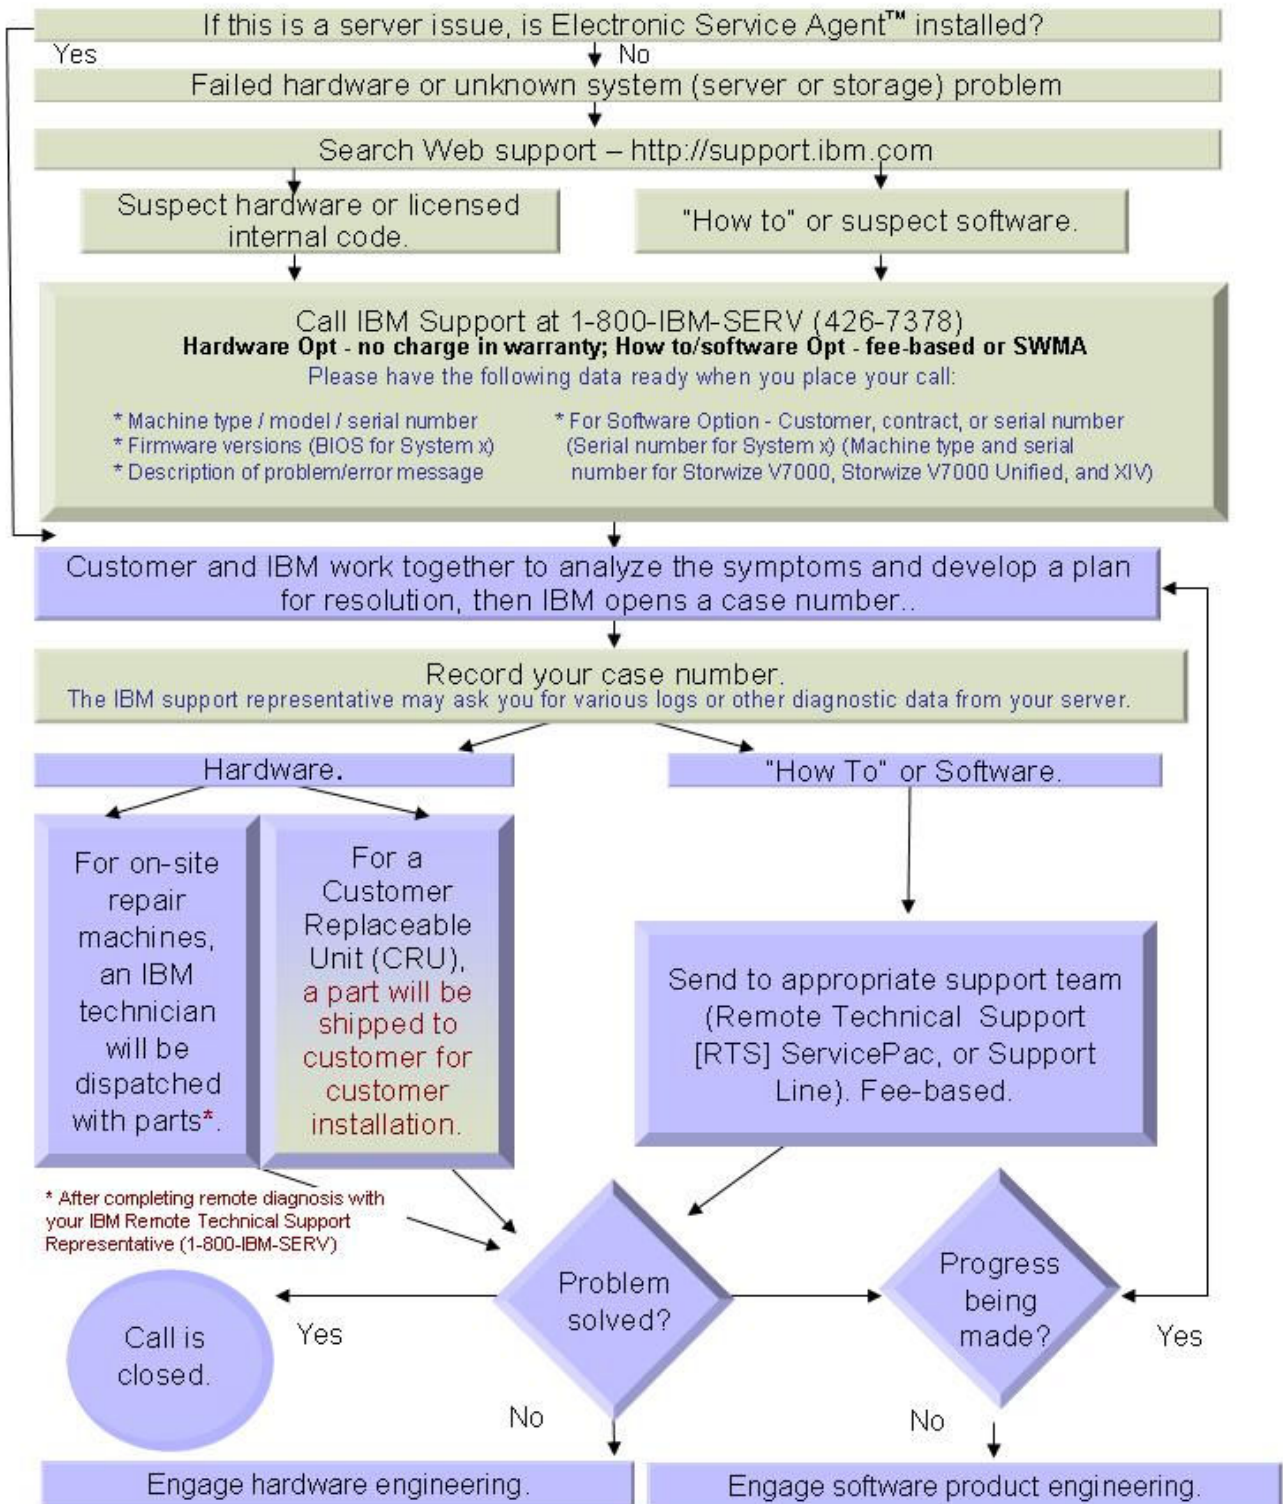 If this is a server issue, is Electronic Service Agent™ installed?
Yes
No
Failed hardware or unknown system (server or storage) problem
Search Web support – http://support.ibm.com
Suspect hardware or licensed
internal code.
"How to" or suspect software.
Call IBM Support at 1-800-IBM-SERV (426-7378)
Hardware Opt - no charge in warranty; How to/software Opt - fee-based or SWMA
Please have the following data ready when you place your call:
* Machine type / model / serial number
* Firmware versions (BIOS for System x)
* Description of problem/error message
* For Software Option - Customer, contract, or serial number
(Serial number for System x) (Machine type and serial
number for Storwize V7000, Storwize V7000 Unified, and XIV)
Customer and IBM work together to analyze the symptoms and develop a plan
for resolution, then IBM opens a case number..
Record your case number.
The IBM support representative may ask you for various logs or other diagnostic data from your server.
Hardware.
"How To" or Software.
For on-site
repair
machines,
an IBM
technician
will be
dispatched
with parts*.
For a
Customer
Replaceable
Unit (CRU),
a part will be
shipped to
customer for
customer
installation.
Send to appropriate support team
(Remote Technical Support
[RTS] ServicePac, or Support
Line). Fee-based.
* After completing remote diagnosis with
your IBM Remote Technical Support
Representative (1-800-IBM-SERV)
Call is
closed.
Yes
Problem
solved?
Progress
being
made?
Yes
No
No
Engage hardware engineering.
Engage software product engineering.